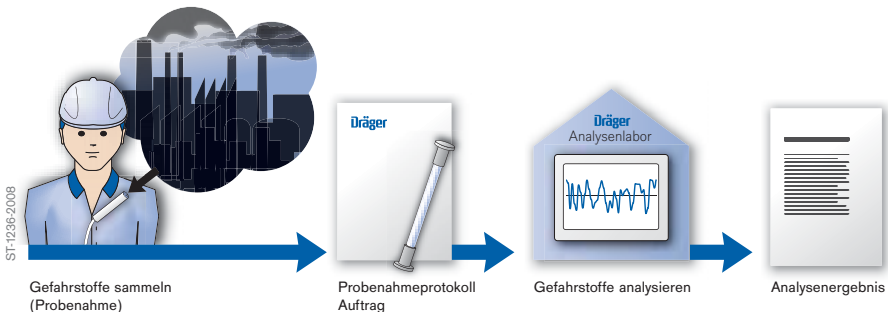 ST-1236-2008
Dräger
Dräger
Analysenlabor
Gefahrstoffe sammeln
(Probenahme)
Probenahmeprotokoll
Auftrag
Gefahrstoffe analysieren
Analysenergebnis